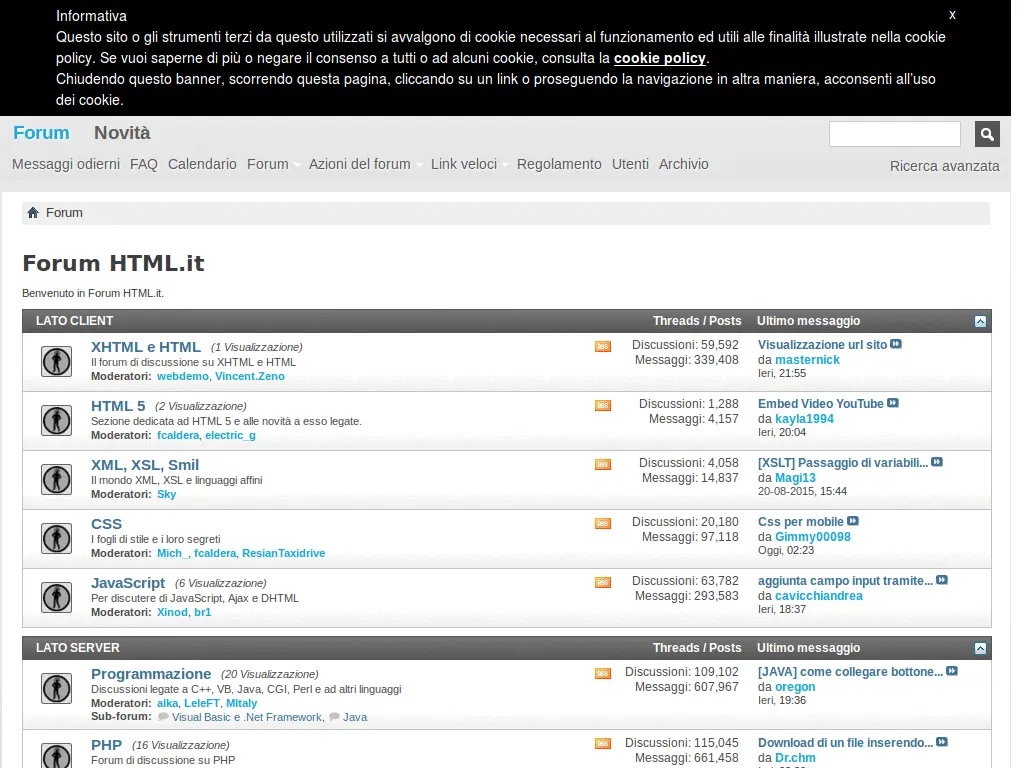 Informativa
x
Questo sito o gli strumenti terzi da questo utilizzati si avvalgono di cookie necessari al funzionamento ed utili alle finalità illustrate nella cookie
policy. Se vuoi saperne di più o negare il consenso a tutti o ad alcuni cookie, consulta la cookie policy.
Chiudendo questo banner, scorrendo questa pagina, cliccando su un link o proseguendo la navigazione in altra maniera, acconsenti all'uso
dei cookie.
Forum Novità
Messaggi odierni FAQ Calendario Forum Azioni del forum Link veloci Regolamento Utenti Archivio
Ricerca avanzata
Forum
Forum HTML.it
Benvenuto in Forum HTML.it.
LATO CLIENT Threads / Posts Ultimo messaggio
XHTML e HTML (1 Visualizzazione)
Il forum di discussione su XHTML e HTML
Moderatori: webdemo, Vincent.Zeno
RSS
Discussioni: 59,592
Messaggi: 339,408
Visualizzazione url sito
da masternick
Ieri, 21:55
HTML 5 (2 Visualizzazione)
Sezione dedicata ad HTML 5 e alle novità a esso legate.
Moderatori: fcaldera, electric_g
RSS
Discussioni: 1,288
Messaggi: 4,157
Embed Video YouTube
da kayla1994
Ieri, 20:04
XML, XSL, Smil
Il mondo XML, XSL e linguaggi affini
Moderatori: Sky
RSS
Discussioni: 4,058
Messaggi: 14,837
[XSLT] Passaggio di variabili...
da Magi13
20-08-2015, 15:44
CSS
I fogli di stile e i loro segreti
Moderatori: Mich_, fcaldera, ResianTaxidrive
RSS
Discussioni: 20,180
Messaggi: 97,118
Css per mobile
da Gimmy00098
Oggi, 02:23
JavaScript (6 Visualizzazione)
Per discutere di JavaScript, Ajax e DHTML
Moderatori: Xinod, br1
RSS
Discussioni: 63,782
Messaggi: 293,583
aggiunta campo input tramite...
da cavicchiandrea
Ieri, 18:37
LATO SERVER Threads / Posts Ultimo messaggio
Programmazione (20 Visualizzazione)
Discussioni legate a C++, VB, Java, CGI, Perl e ad altri linguaggi
Moderatori: alka, LeleFT, MItaly
Sub-forum: Visual Basic e .Net Framework, Java
RSS
Discussioni: 109,102
Messaggi: 607,967
[JAVA] come collegare bottone...
da oregon
Ieri, 19:36
PHP (16 Visualizzazione)
Forum di discussione su PHP
RSS
Discussioni: 115,045
Messaggi: 661,458
Download di un file inserendo...
da Dr.chm